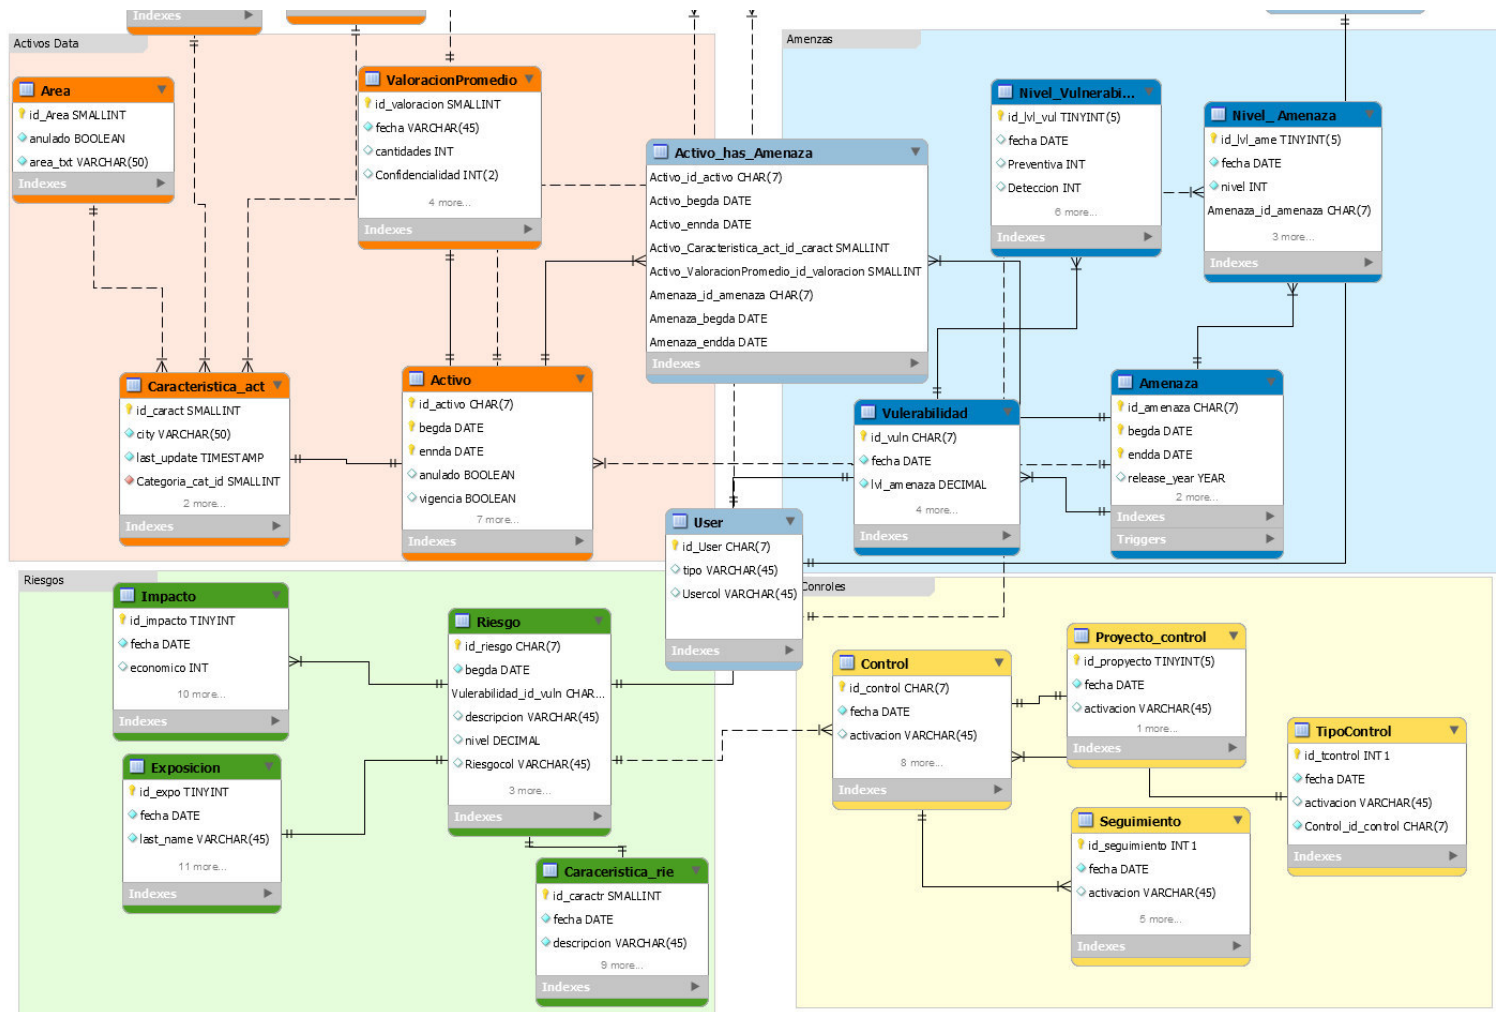 Indexes
Activos Data
Area
id_Area SMALLINT
anulado BOOLEAN
area_txt VARCHAR(50)
Indexes
ValoracionPromedio
id_valoracion SMALLINT
fecha VARCHAR(45)
cantidades INT
Confidencialidad INT(2)
4 more...
Indexes
Activo_has_Amenaza
Activo_id_activo CHAR(7)
Activo_begda DATE
Activo_ennda DATE
Activo_Caracteristica_act_id_caract SMALLINT
Activo_ValoracionPromedio_id_valoracion SMALLINT
Amenaza_id_amenaza CHAR(7)
Amenaza_begda DATE
Amenaza_endda DATE
Indexes
Caracteristica_act
id_caract SMALLINT
city VARCHAR(50)
last_update TIMESTAMP
Categoria_cat_id SMALLINT
2 more...
Indexes
Activo
id_activo CHAR(7)
begda DATE
ennda DATE
anulado BOOLEAN
vigencia BOOLEAN
7 more...
Indexes
Amenzas
Nivel_Vulnerabi...
id_lvl_vul TINYINT(5)
fecha DATE
Preventiva INT
Deteccion INT
6 more...
Indexes
Nivel_ Amenaza
id_lvl_ame TINYINT(5)
fecha DATE
nivel INT
Amenaza_id_amenaza CHAR(7)
3 more...
Indexes
Vulerabilidad
id_vuln CHAR(7)
fecha DATE
lvl_amenaza DECIMAL
4 more...
Indexes
Amenaza
id_amenaza CHAR(7)
begda DATE
endda DATE
release_year YEAR
2 more...
Indexes
Triggers
User
id_User CHAR(7)
tipo VARCHAR(45)
Usercol VARCHAR(45)
Indexes
Riesgos
Impacto
id_impacto TINYINT
fecha DATE
economico INT
10 more...
Indexes
Riesgo
id_riesgo CHAR(7)
begda DATE
Vulerabilidad_id_vuln CHAR...
descripcion VARCHAR(45)
nivel DECIMAL
Riesgocol VARCHAR(45)
3 more...
Indexes
Exposicion
id_expo TINYINT
fecha DATE
last_name VARCHAR(45)
11 more...
Indexes
Caraceristica_rie
id_caractr SMALLINT
fecha DATE
descripcion VARCHAR(45)
9 more...
Indexes
Conroles
Control
id_control CHAR(7)
fecha DATE
activacion VARCHAR(45)
8 more...
Indexes
Proyecto_control
id_propyecto TINYINT(5)
fecha DATE
activacion VARCHAR(45)
1 more...
Indexes
TipoControl
id_tcontrol INT1
fecha DATE
activacion VARCHAR(45)
Control_id_control CHAR(7)
Indexes
Seguimiento
id_seguimiento INT1
fecha DATE
activacion VARCHAR(45)
5 more...
Indexes